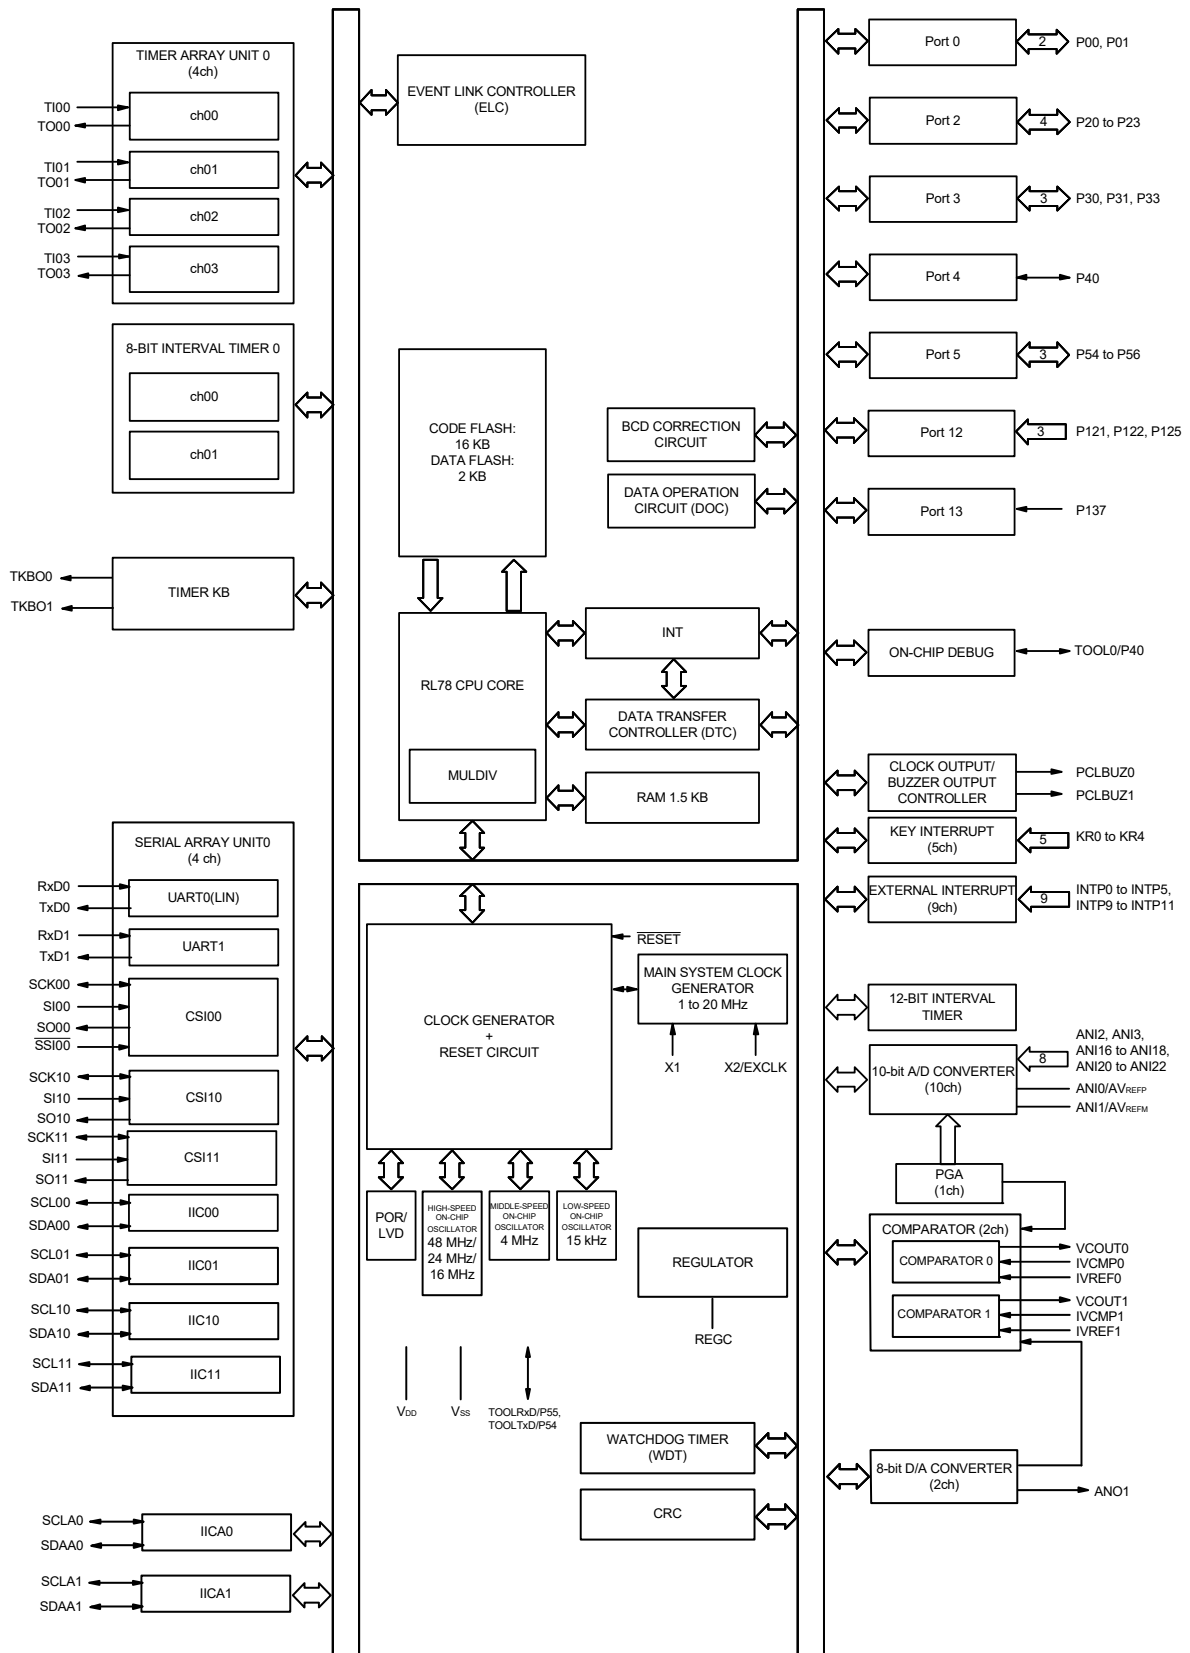 TIMER ARRAY UNIT 0
(4ch)
TI00
TO00
ch00
TI01
TO01
ch01
TI02
TO02
ch02
TI03
TO03
ch03
8-BIT INTERVAL TIMER 0
ch00
ch01
TKBO0
TKBO1
TIMER KB
SERIAL ARRAY UNIT0
(4 ch)
RxD0
TxD0
UART0(LIN)
RxD1
TxD1
UART1
SCK00
SI00
SO00
SSI00
CSI00
SCK10
SI10
SO10
CSI10
SCK11
SI11
SO11
CSI11
SCL00
SDA00
IIC00
SCL01
SDA01
IIC01
SCL10
SDA10
IIC10
SCL11
SDA11
IIC11
SCLA0
SDAA0
IICA0
SCLA1
SDAA1
IICA1
EVENT LINK CONTROLLER
(ELC)
CODE FLASH:
16 KB
DATA FLASH:
2 KB
BCD CORRECTION
CIRCUIT
DATA OPERATION
CIRCUIT (DOC)
RL78 CPU CORE
MULDIV
INT
DATA TRANSFER
CONTROLLER (DTC)
RAM 1.5 KB
CLOCK GENERATOR
+
RESET CIRCUIT
RESET
MAIN SYSTEM CLOCK
GENERATOR
1 to 20 MHz
X1
X2/EXCLK
POR/
LVD
HIGH-SPEED
ON-CHIP
OSCILLATOR
48 MHz/
24 MHz/
16 MHz
MIDDLE-SPEED
ON-CHIP
OSCILLATOR
4 MHz
LOW-SPEED
ON-CHIP
OSCILLATOR
15 kHz
REGULATOR
REGC
VDD
VSS
TOOLRxD/P55,
TOOLTxD/P54
WATCHDOG TIMER
(WDT)
CRC
Port 0
2
P00, P01
Port 2
4
P20 to P23
Port 3
3
P30, P31, P33
Port 4
P40
Port 5
3
P54 to P56
Port 12
3
P121, P122, P125
Port 13
P137
ON-CHIP DEBUG
TOOL0/P40
CLOCK OUTPUT/
BUZZER OUTPUT
CONTROLLER
PCLBUZ0
PCLBUZ1
KEY INTERRUPT
(5ch)
5
KR0 to KR4
EXTERNAL INTERRUPT
(9ch)
9
INTP0 to INTP5,
INTP9 to INTP11
12-BIT INTERVAL
TIMER
10-bit A/D CONVERTER
(10ch)
8
ANI2, ANI3,
ANI16 to ANI18,
ANI20 to ANI22
ANI0/AVREFP
ANI1/AVREFM
PGA
(1ch)
COMPARATOR (2ch)
COMPARATOR 0
VCOUT0
IVCMP0
IVREF0
COMPARATOR 1
VCOUT1
IVCMP1
IVREF1
8-bit D/A CONVERTER
(2ch)
ANO1